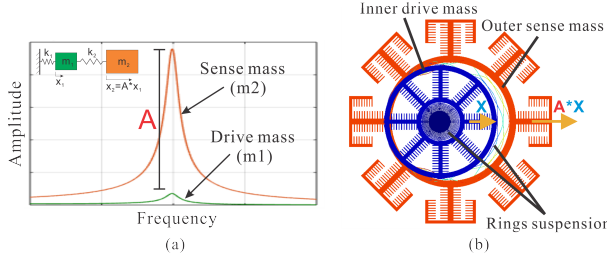 k₁
m₁
k₂
m₂
x₁
x₂=A*x₁
A
Sense mass
(m2)
Drive mass
(m1)
Amplitude
Frequency
(a)
Inner drive mass
Outer sense mass
X
A*X
Rings suspension
(b)